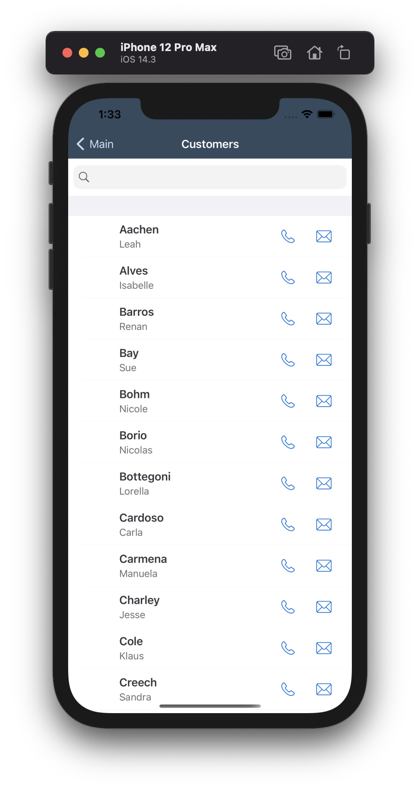 iPhone 12 Pro Max
iOS 14.3
1:33
Main
Customers
Aachen
Leah
Alves
Isabelle
Barros
Renan
Bay
Sue
Bohm
Nicole
Borio
Nicolas
Bottegoni
Lorella
Cardoso
Carla
Carmena
Manuela
Charley
Jesse
Cole
Klaus
Creech
Sandra